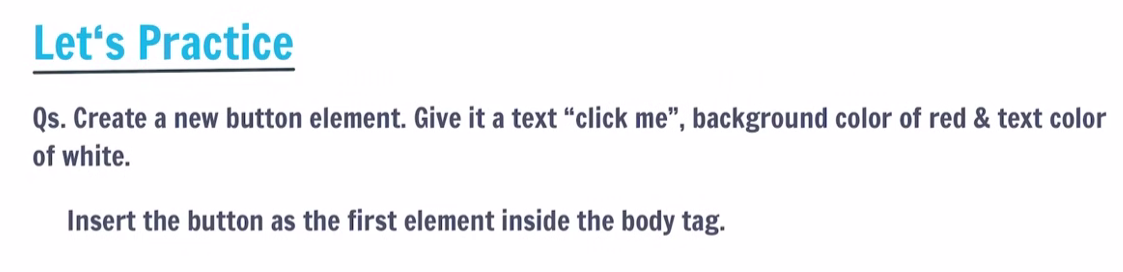 Let‘s Practice
Qs. Create a new button element. Give it a text “click me”, background color of red & text color
of white.
Insert the button as the first element inside the body tag.